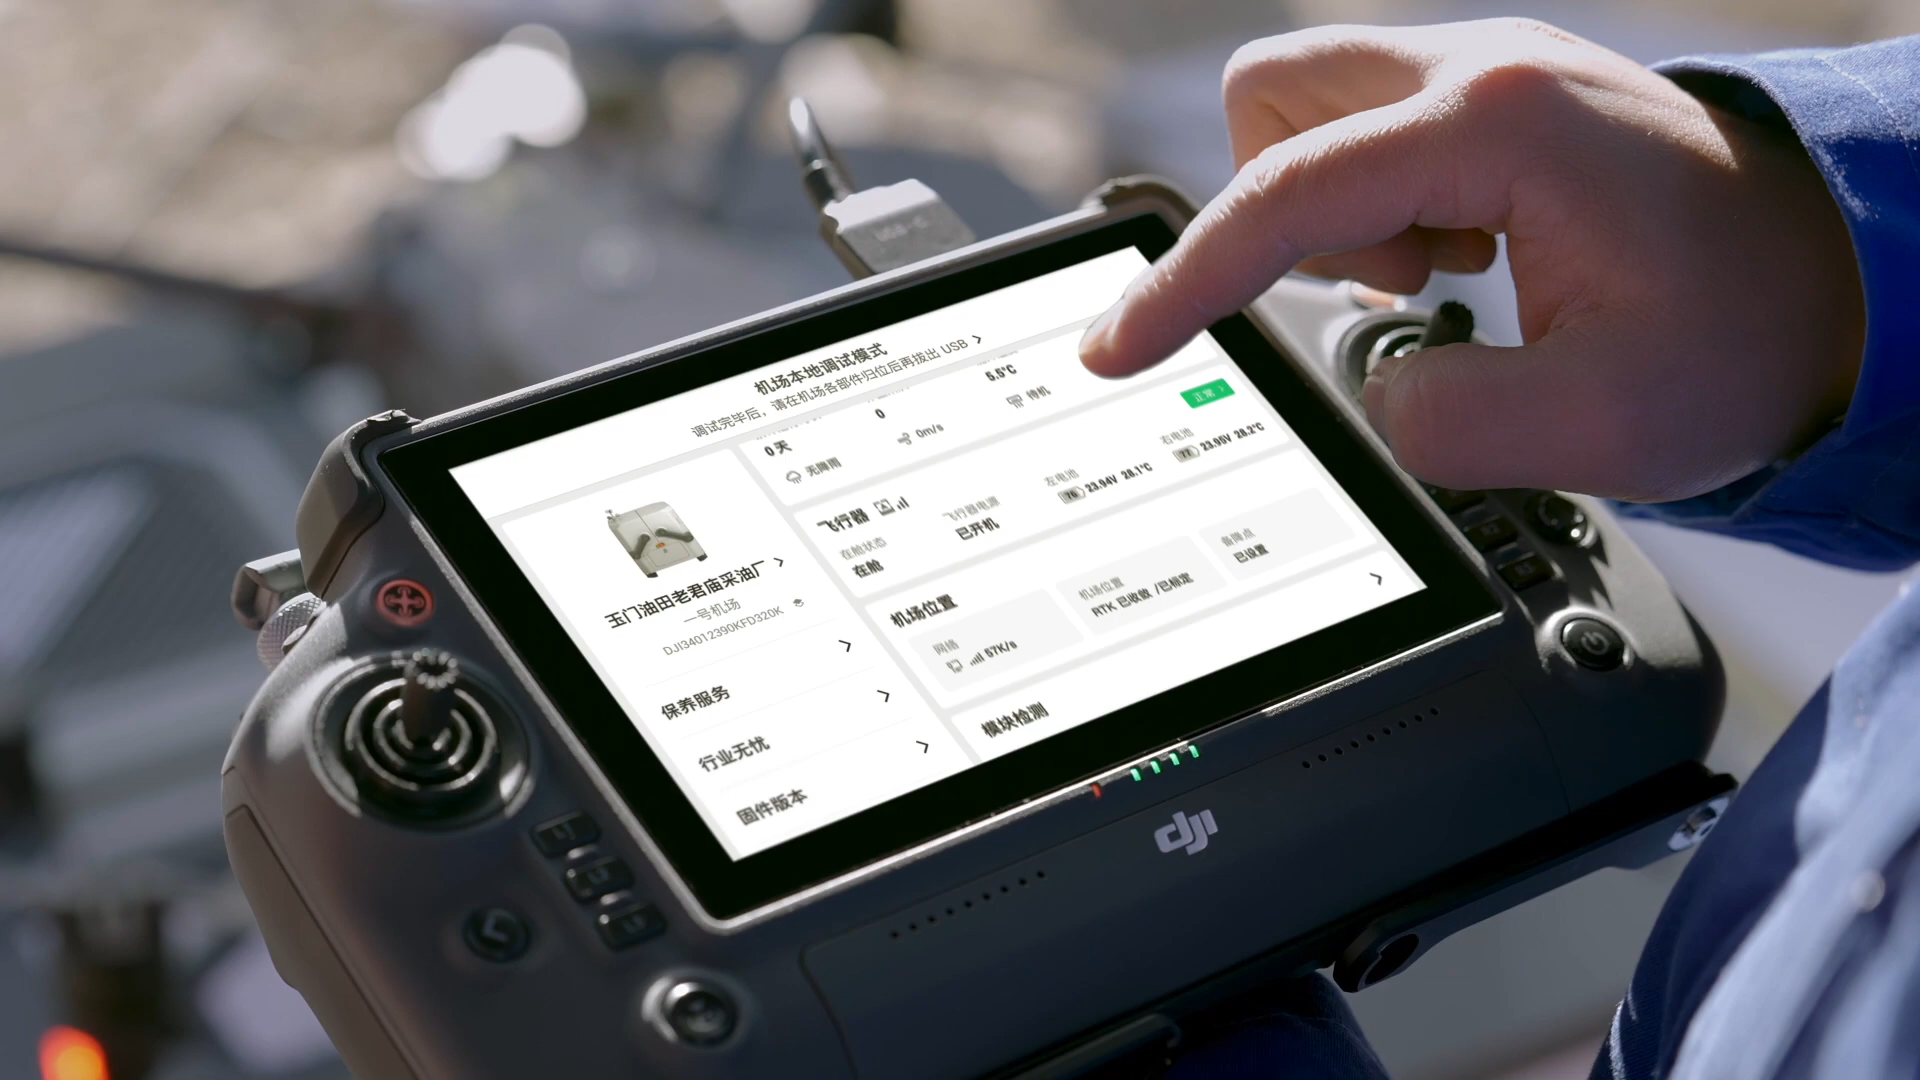 机场本地调试模式
调试完毕后，请在机场各部件归位后再拔出 USB
玉门油田老君庙采油厂
一号机场
DJI34012390KFD320K
保养服务
行业无忧
固件版本
0 天
0
5.5°C
无降雨
0m/s
待机
飞行器
正常
在舱状态
在舱
飞行器电源
已开机
左电池
76 23.94V 28.1°C
右电池
77 23.95V 28.2°C
机场位置
网络
57K/s
机场位置
RTK 已收敛 /已标定
备降点
已设置
模块检测
dji